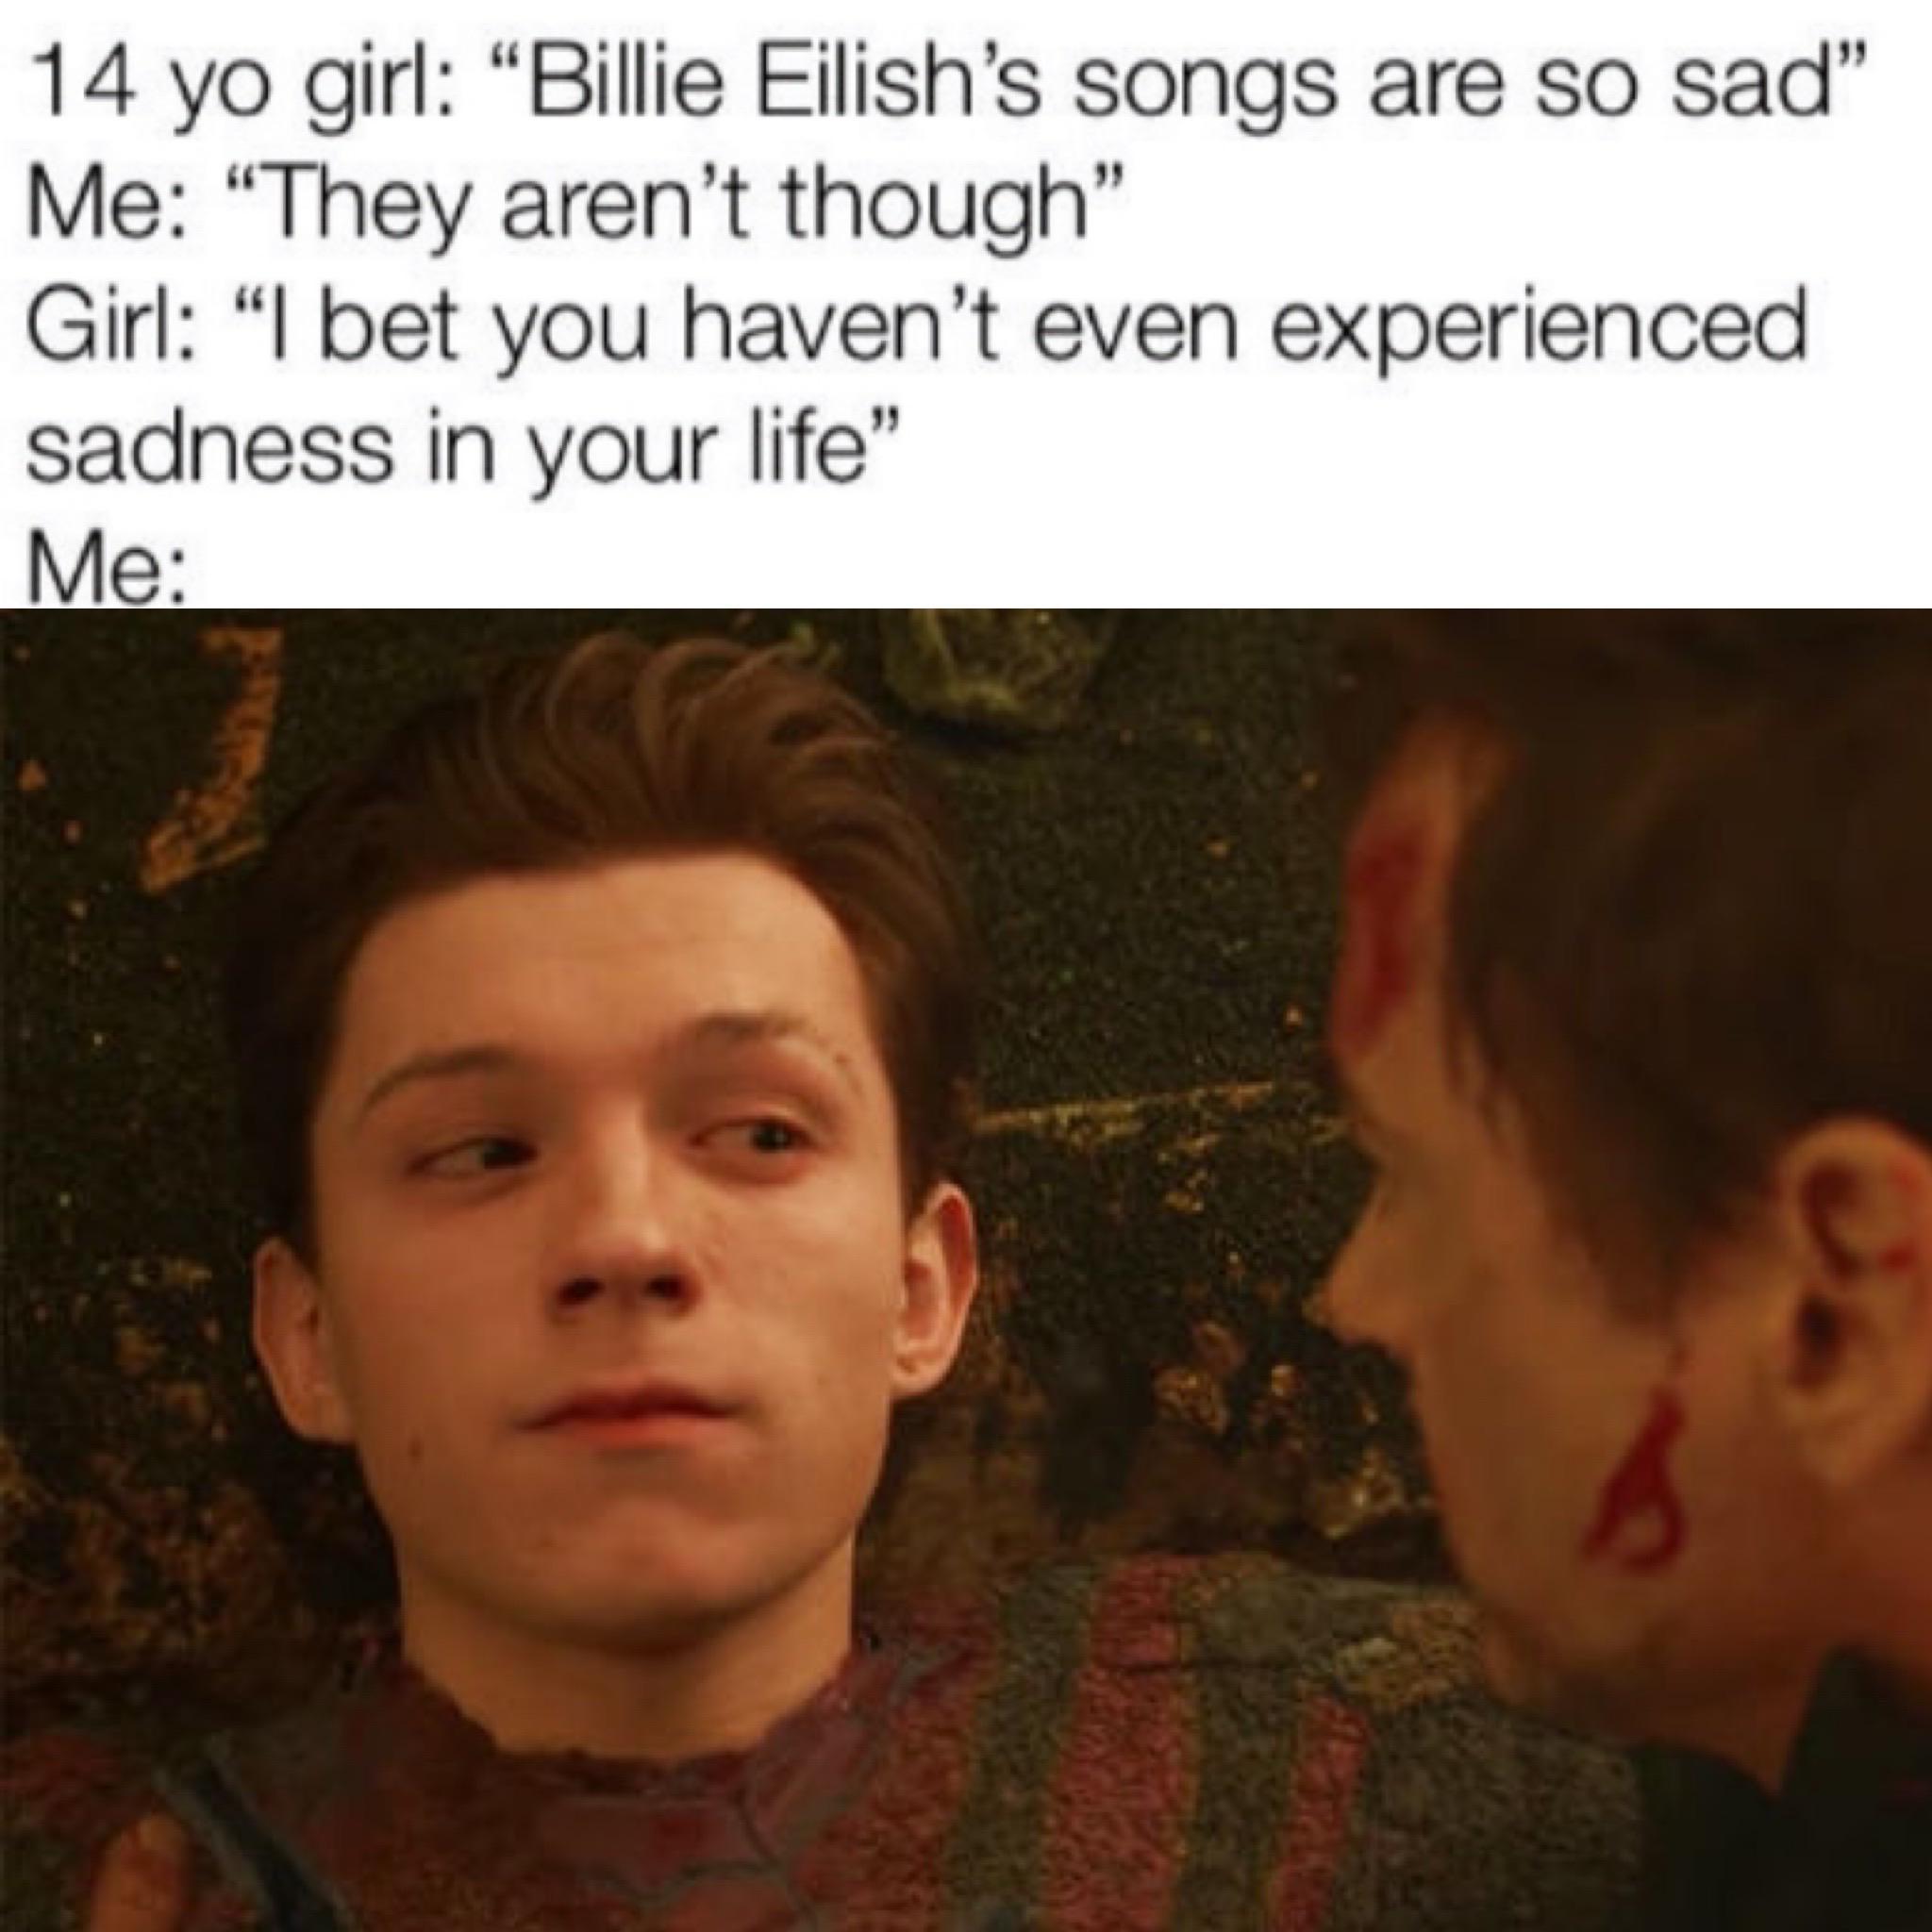 14 yo girl: “Billie Eilish’s songs are so sad”
Me: “They aren’t though”
Girl: “I bet you haven’t even experienced
sadness in your life”
Me: